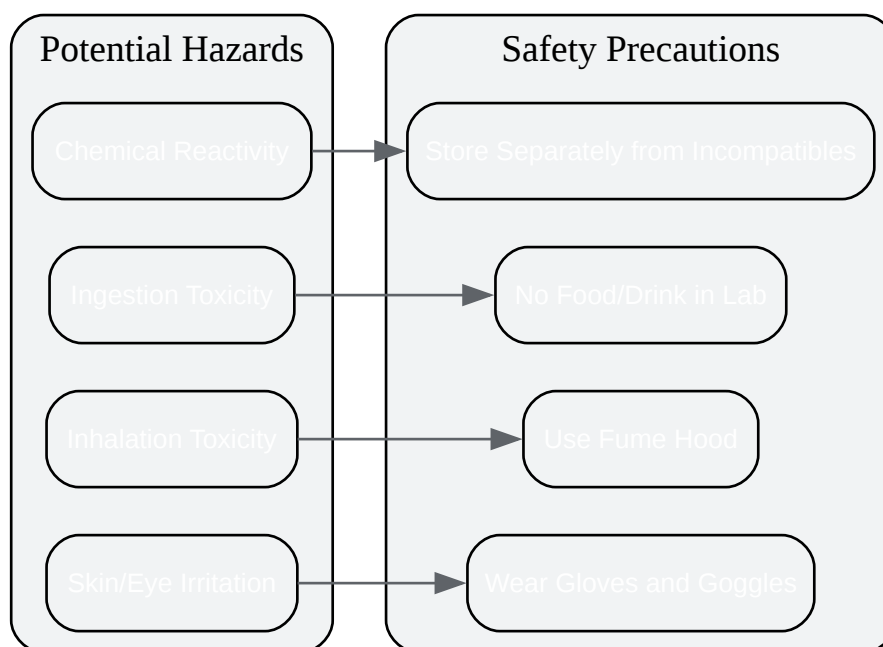 Potential Hazards
Safety Precautions
Chemical Reactivity
Store Separately from Incompatibles
Ingestion Toxicity
No Food/Drink in Lab
Inhalation Toxicity
Use Fume Hood
Skin/Eye Irritation
Wear Gloves and Goggles